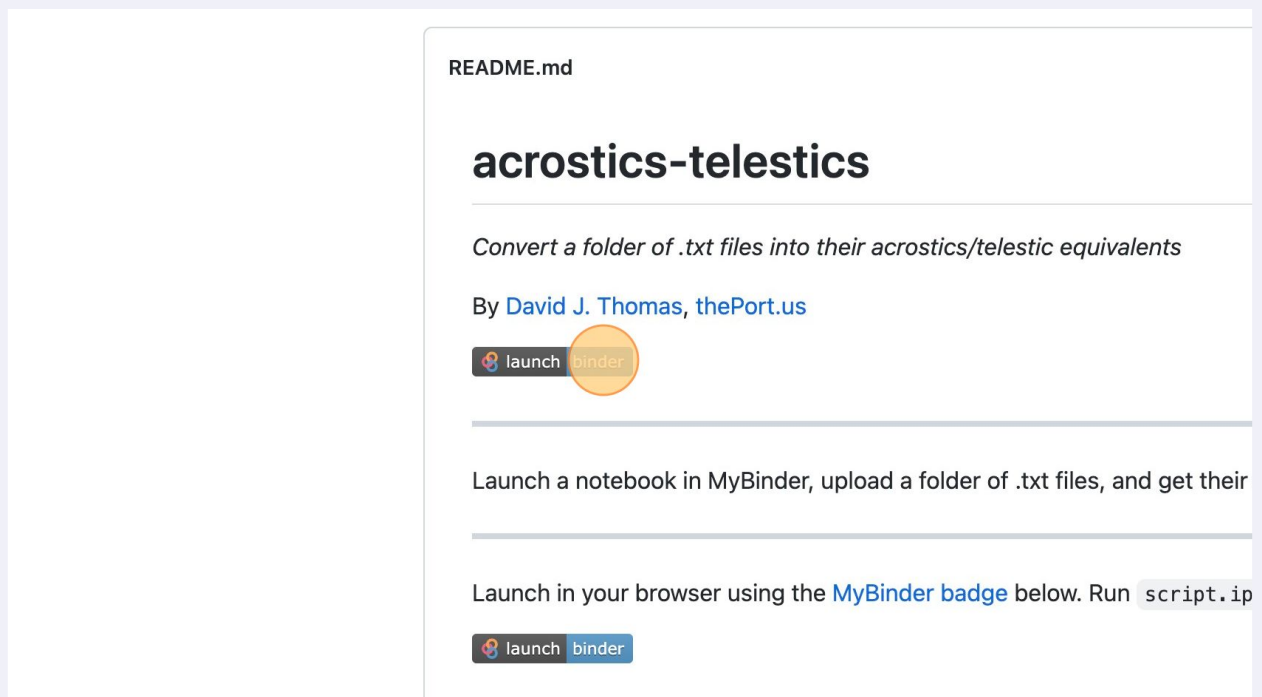 README.md
acrostics-telestics
Convert a folder of .txt files into their acrostics/telestic equivalents
By David J. Thomas, thePort.us
launch binder
Launch a notebook in MyBinder, upload a folder of .txt files, and get their
Launch in your browser using the MyBinder badge below. Run script.ip
launch binder